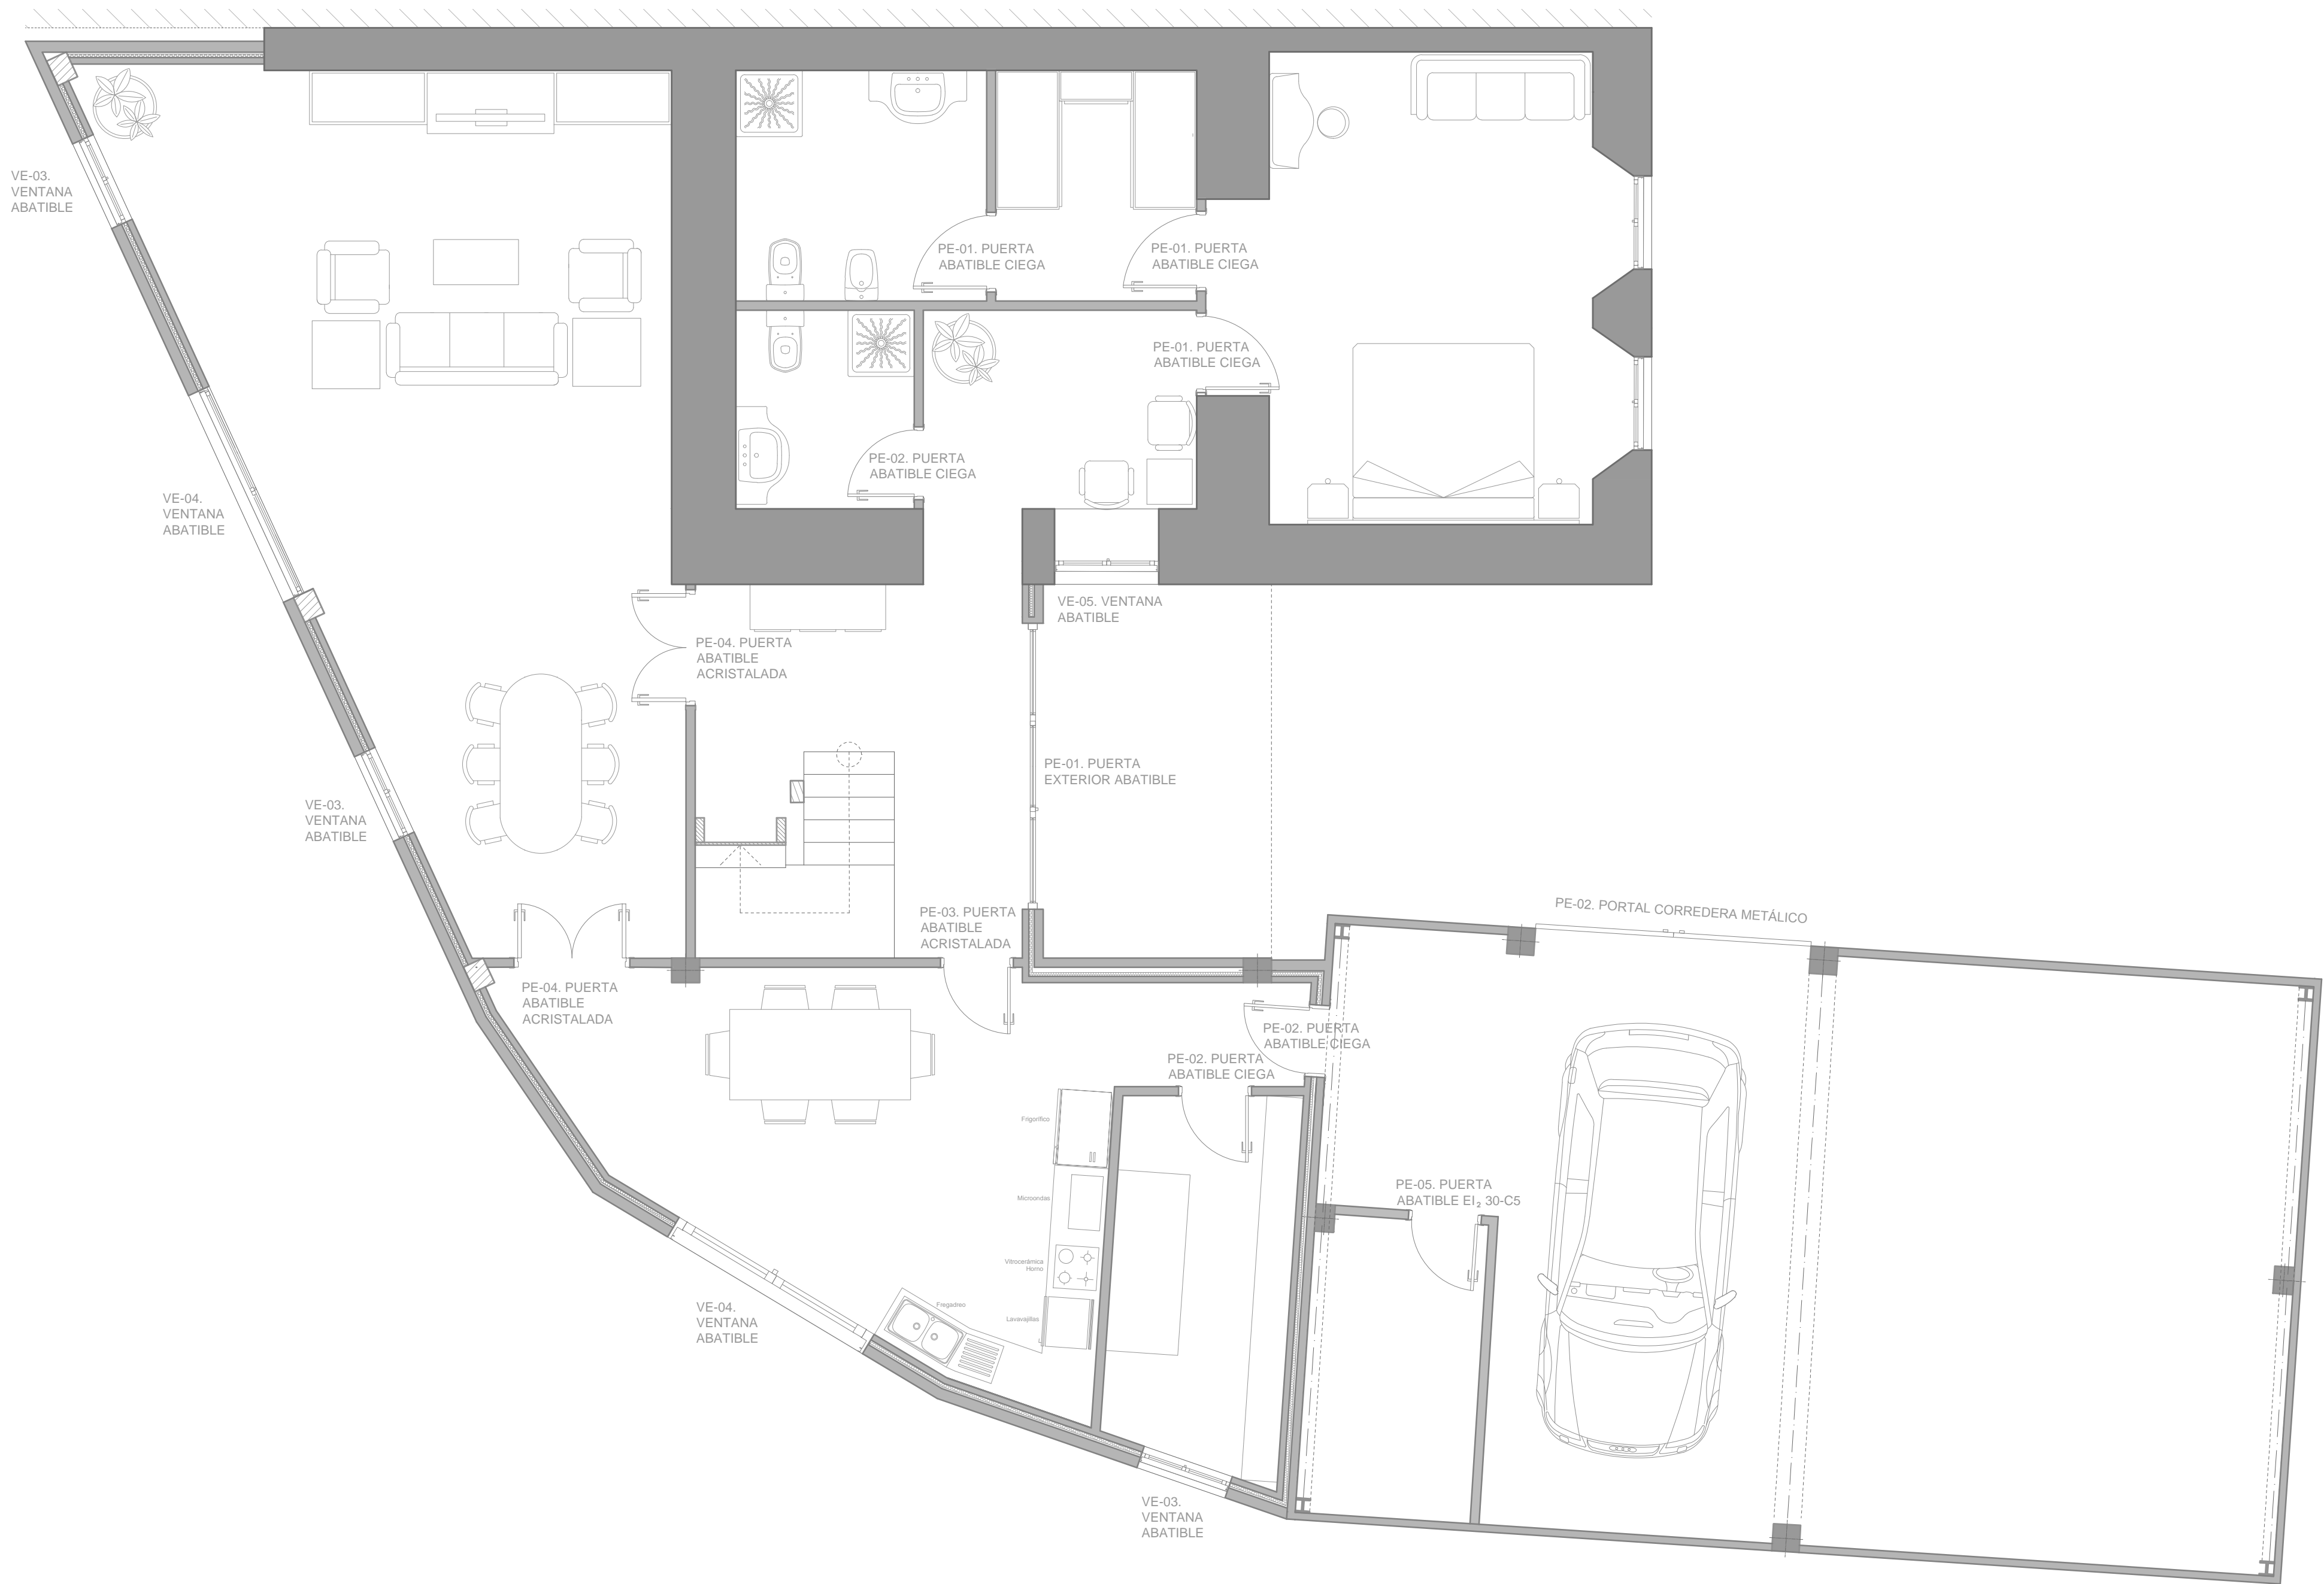 VE-03.
VENTANA
ABATIBLE
PE-01. PUERTA
ABATIBLE CIEGA
PE-01. PUERTA
ABATIBLE CIEGA
PE-01. PUERTA
ABATIBLE CIEGA
PE-02. PUERTA
ABATIBLE CIEGA
VE-04.
VENTANA
ABATIBLE
VE-05. VENTANA
ABATIBLE
PE-04. PUERTA
ABATIBLE
ACRISTALADA
PE-01. PUERTA
EXTERIOR ABATIBLE
VE-03.
VENTANA
ABATIBLE
PE-03. PUERTA
ABATIBLE
ACRISTALADA
PE-02. PORTAL CORREDERA METÁLICO
PE-04. PUERTA
ABATIBLE
ACRISTALADA
PE-02. PUERTA
ABATIBLE CIEGA
PE-02. PUERTA
ABATIBLE CIEGA
Frigorífico
Microondas
PE-05. PUERTA
ABATIBLE EI₂ 30-C5
Vitrocerámica
Horno
Fregadreo
Lavavajillas
VE-04.
VENTANA
ABATIBLE
VE-03.
VENTANA
ABATIBLE